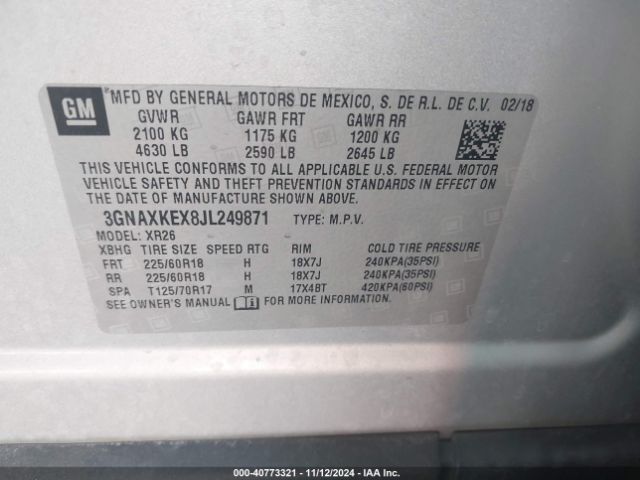 GM
MFD BY GENERAL MOTORS DE MEXICO, S. DE R.L. DE C.V. 02/18
GVWR GAWR FRT GAWR RR
2100 KG 1175 KG 1200 KG
4630 LB 2590 LB 2645 LB
THIS VEHICLE CONFORMS TO ALL APPLICABLE U.S. FEDERAL MOTOR
VEHICLE SAFETY AND THEFT PREVENTION STANDARDS IN EFFECT ON
THE DATE OF MANUFACTURE SHOWN ABOVE.
3GNAXKEX8JL249871 TYPE: M.P.V.
MODEL: XR26
XBHG TIRE SIZE SPEED RTG RIM COLD TIRE PRESSURE
FRT 225/60R18 H 18X7J 240KPA(35PSI)
RR 225/60R18 H 18X7J 240KPA(35PSI)
SPA T125/70R17 M 17X4BT 420KPA(60PSI)
SEE OWNER'S MANUAL FOR MORE INFORMATION.
000-40773321 - 11/12/2024 - IAA Inc.